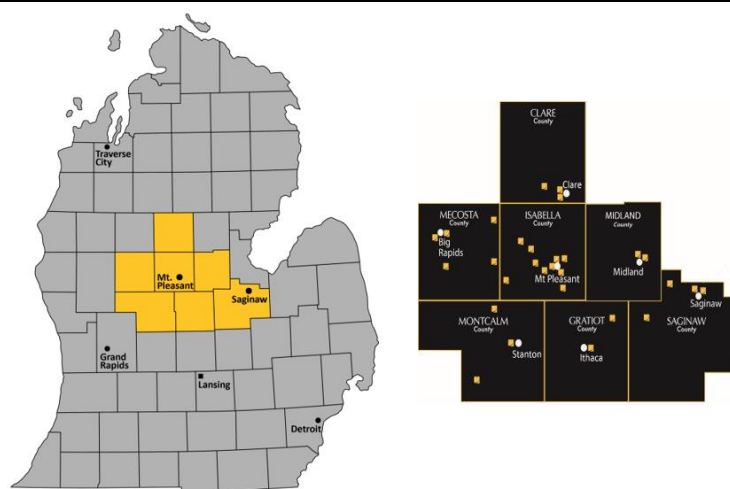 Traverse
City
Mt.
Pleasant
Saginaw
Grand
Rapids
Lansing
Detroit
CLARE
County
Clare
MECOSTA
County
Big
Rapids
ISABELLA
County
Mt Pleasant
MIDLAND
County
Midland
Saginaw
MONTCALM
County
Stanton
GRATIOT
County
Ithaca
SAGINAW
County